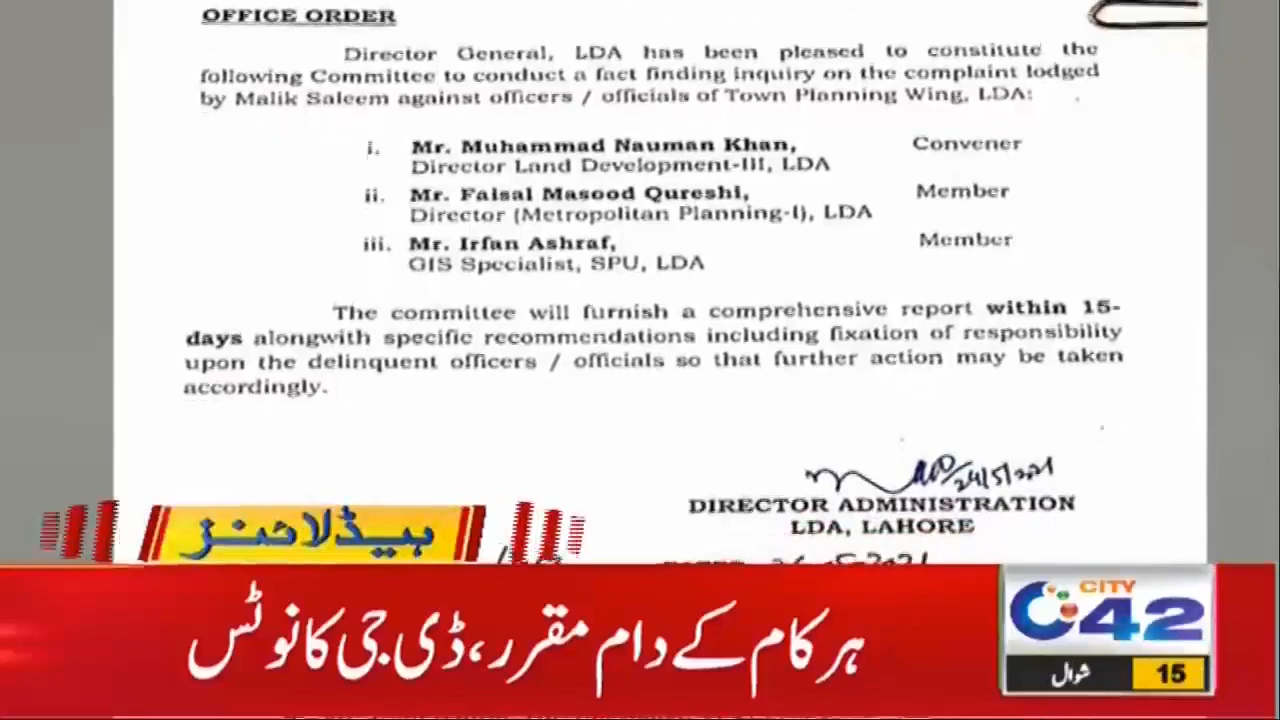 OFFICE ORDER
Director General, LDA has been pleased to constitute the
following Committee to conduct a fact finding inquiry on the complaint lodged
by Malik Saleem against officers / officials of Town Planning Wing, LDA:
i. Mr. Muhammad Nauman Khan, Convener
Director Land Development-III, LDA
ii. Mr. Faisal Masood Qureshi, Member
Director (Metropolitan Planning-I), LDA
iii. Mr. Irfan Ashraf, Member
GIS Specialist, SPU, LDA
The committee will furnish a comprehensive report within 15-
days alongwith specific recommendations including fixation of responsibility
upon the delinquent officers / officials so that further action may be taken
accordingly.
24/5/2021
DIRECTOR ADMINISTRATION
LDA, LAHORE
ہیڈلائنز
ہر کام کے دام مقرر، ڈی جی کا نوٹس
CITY
42
شوال 15